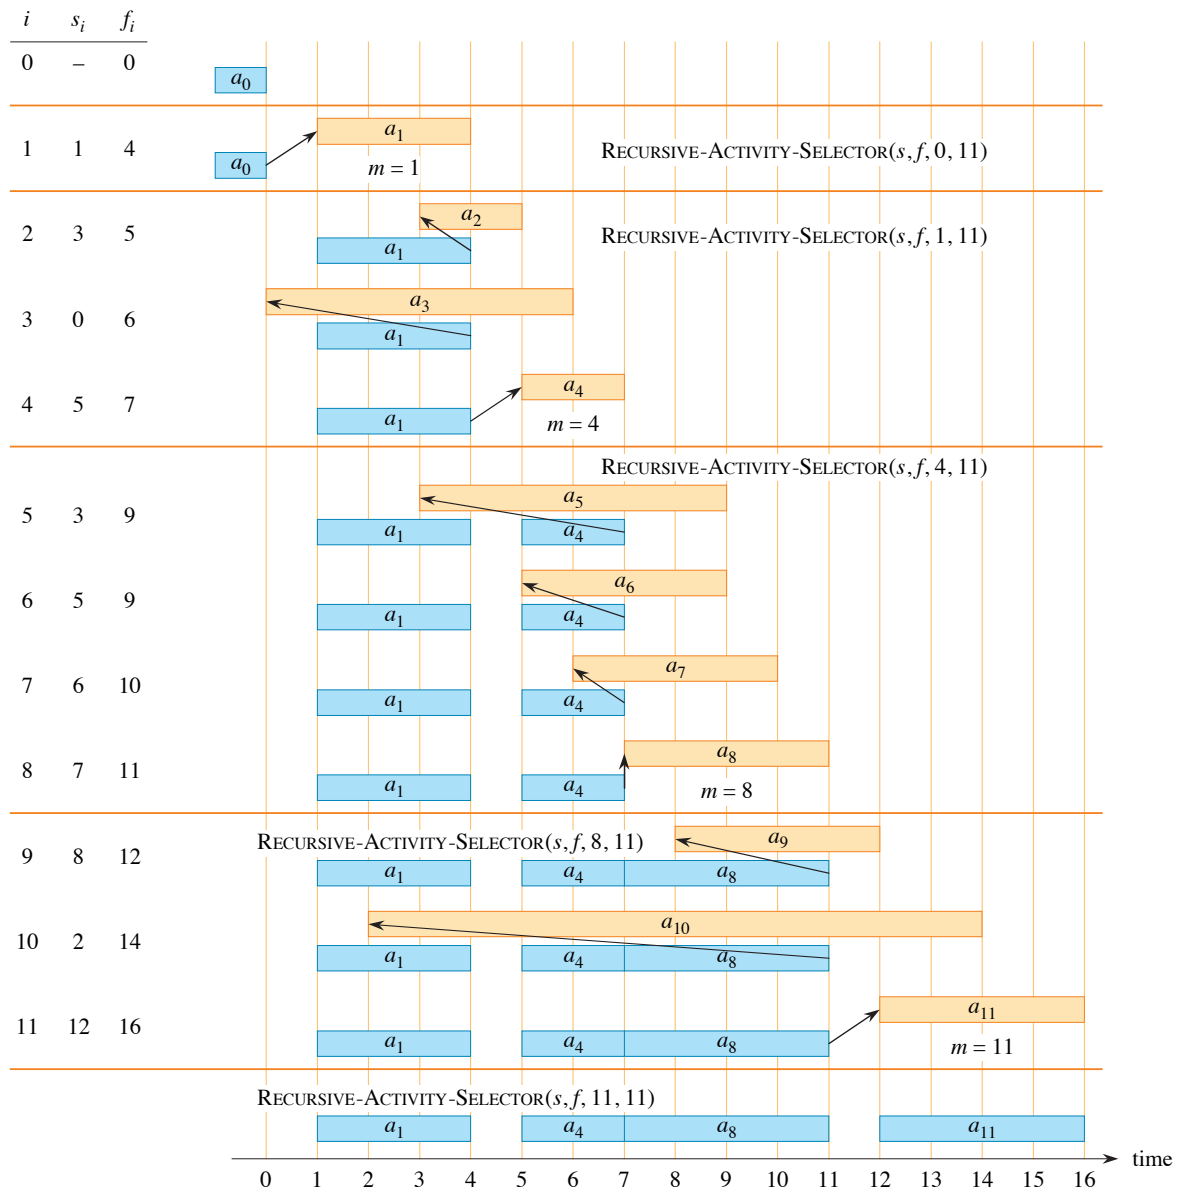 i s_i f_i
0 – 0
a_0
a_1
1 1 4 RECURSIVE-ACTIVITY-SELECTOR(s, f, 0, 11)
a_0 m = 1
a_2
2 3 5 RECURSIVE-ACTIVITY-SELECTOR(s, f, 1, 11)
a_1
a_3
3 0 6
a_1
a_4
4 5 7
a_1 m = 4
RECURSIVE-ACTIVITY-SELECTOR(s, f, 4, 11)
a_5
5 3 9
a_1 a_4
a_6
6 5 9
a_1 a_4
a_7
7 6 10
a_1 a_4
a_8
8 7 11
a_1 a_4 m = 8
RECURSIVE-ACTIVITY-SELECTOR(s, f, 8, 11) a_9
9 8 12
a_1 a_4 a_8
a_10
10 2 14
a_1 a_4 a_8
a_11
11 12 16
a_1 a_4 a_8 m = 11
RECURSIVE-ACTIVITY-SELECTOR(s, f, 11, 11)
a_1 a_4 a_8 a_11
time
0 1 2 3 4 5 6 7 8 9 10 11 12 13 14 15 16